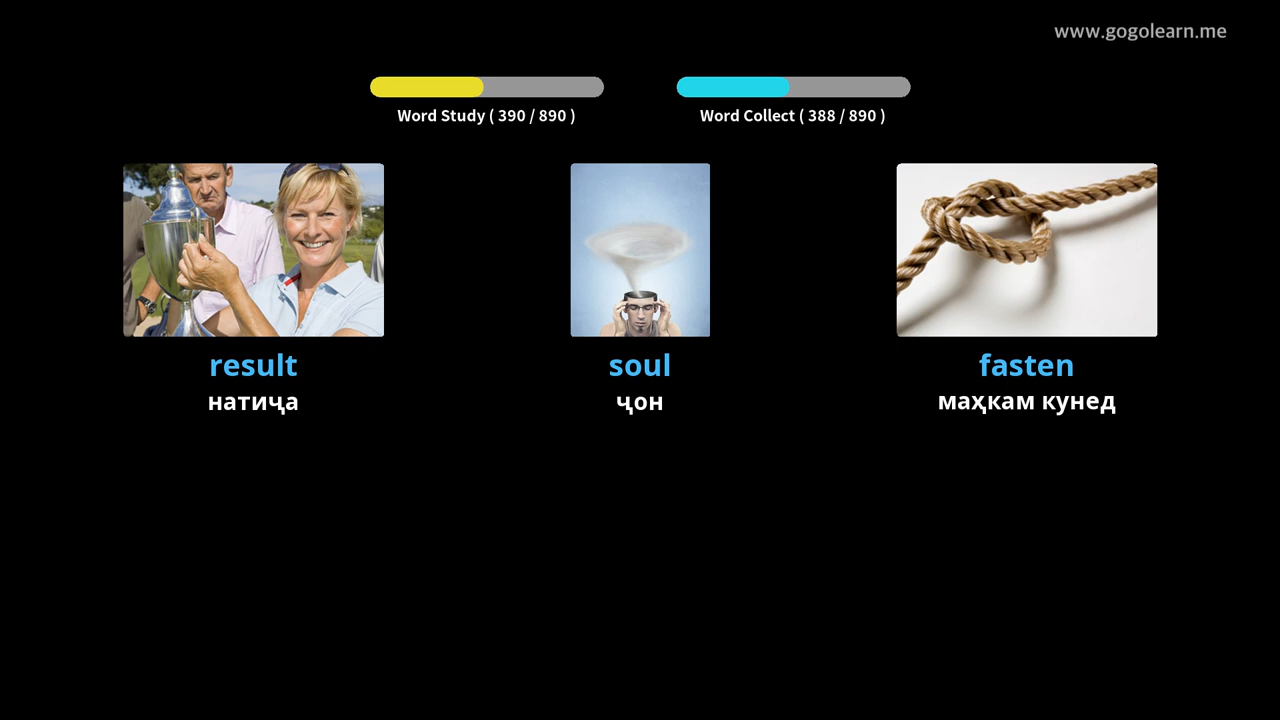 www.gogolearn.me
Word Study ( 390 / 890 )
Word Collect ( 388 / 890 )
result
натиҷа
soul
ҷон
fasten
маҳкам кунед